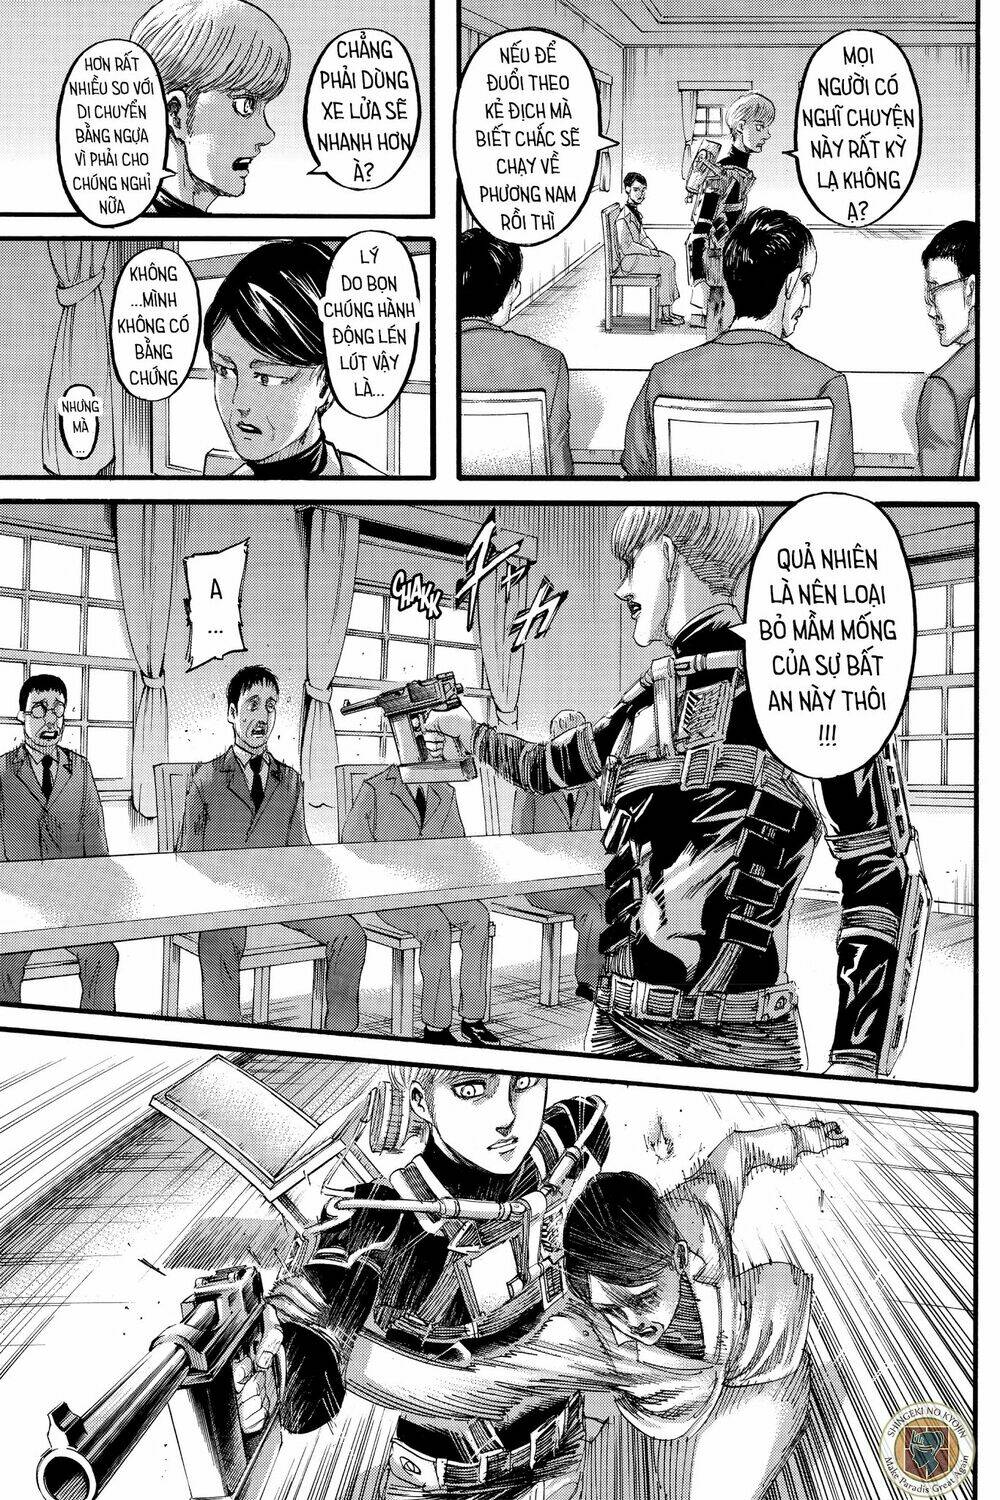 MỌI
NGƯỜI CÓ
NGHĨ CHUYỆN
NÀY RẤT KỲ
LẠ KHÔNG
Ạ?
NẾU ĐỂ
ĐUỔI THEO
KẺ ĐỊCH MÀ
BIẾT CHẮC SẼ
CHẠY VỀ
PHƯƠNG NAM
RỒI THÌ
CHẲNG
PHẢI DÙNG
XE LỬA SẼ
NHANH HƠN
À?
HƠN RẤT
NHIỀU SO VỚI
DI CHUYỂN
BẰNG NGỰA
VÌ PHẢI CHO
CHÚNG NGHỈ
NỮA
LÝ
DO BỌN
CHÚNG HÀNH
ĐỘNG LÉN
LÚT VẬY
LÀ...
KHÔNG
...MÌNH
KHÔNG CÓ
BẰNG
CHỨNG
NHƯNG
MÀ
...
QUẢ NHIÊN
LÀ NÊN LOẠI
BỎ MẦM MỐNG
CỦA SỰ BẤT
AN NÀY THÔI
!!!
CHAKK
A
...
SHINGEKI NO KYOJIN
Make Paradis Great Again